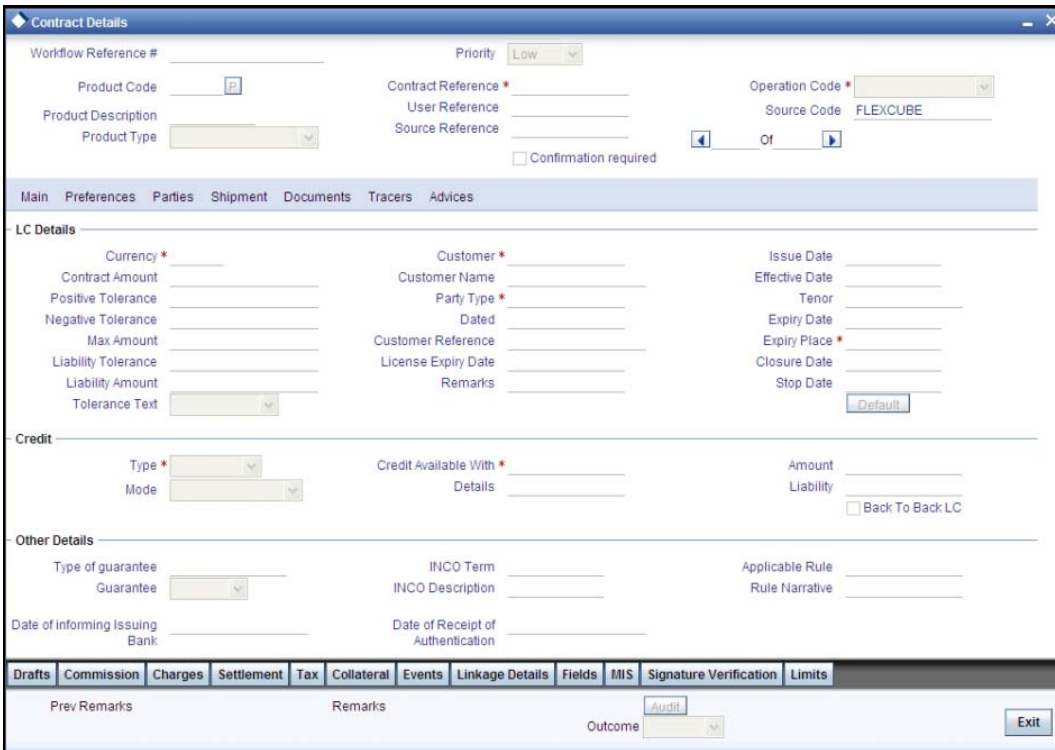 Contract Details
Workflow Reference # Priority Low
Product Code P Contract Reference * Operation Code *
Product Description User Reference Source Code FLEXCUBE
Product Type Source Reference Of
Confirmation required
Main Preferences Parties Shipment Documents Tracers Advices
LC Details
Currency * Customer * Issue Date
Contract Amount Customer Name Effective Date
Positive Tolerance Party Type * Tenor
Negative Tolerance Dated Expiry Date
Max Amount Customer Reference Expiry Place *
Liability Tolerance License Expiry Date Closure Date
Liability Amount Remarks Stop Date
Tolerance Text Default
Credit
Type * Credit Available With * Amount
Mode Details Liability
Back To Back LC
Other Details
Type of guarantee INCO Term Applicable Rule
Guarantee INCO Description Rule Narrative
Date of informing Issuing Bank Date of Receipt of Authentication
Drafts Commission Charges Settlement Tax Collateral Events Linkage Details Fields MIS Signature Verification Limits
Prev Remarks Remarks Audit
Outcome Exit